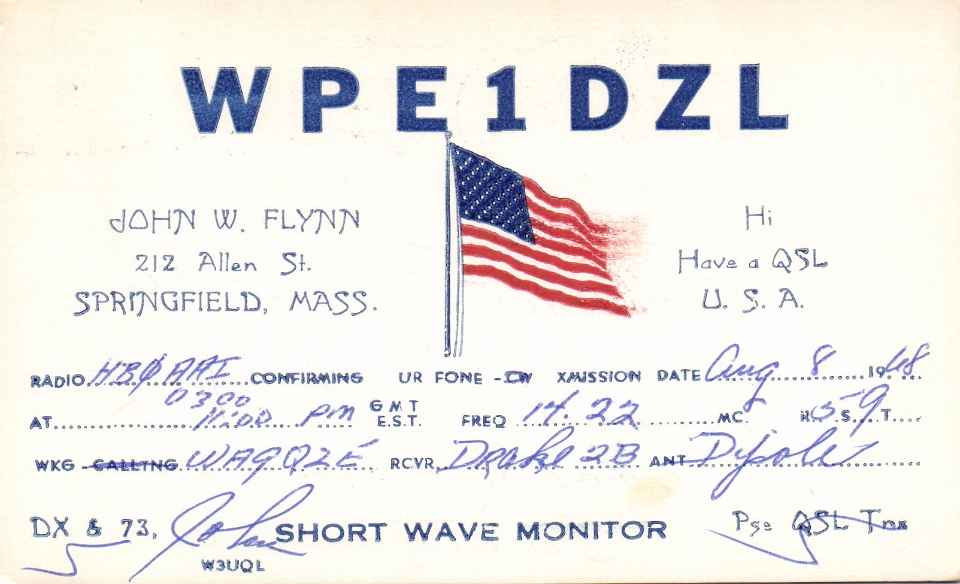 WPE1DZL
JOHN W. FLYNN
212 Allen St.
SPRINGFIELD, MASS.
Hi
Have a QSL
U. S. A.
RADIO HBØAAI CONFIRMING UR FONE - CW XMISSION DATE Aug 8 1968
0300 GMT
AT 11:00 PM E.S.T. FREQ 14.22 MC R 5 S 9 T
WKG CALLING WA9QZE RCVR Drake 2B ANT Dipole
DX & 73, John SHORT WAVE MONITOR Pse QSL Tnx
W3UQL